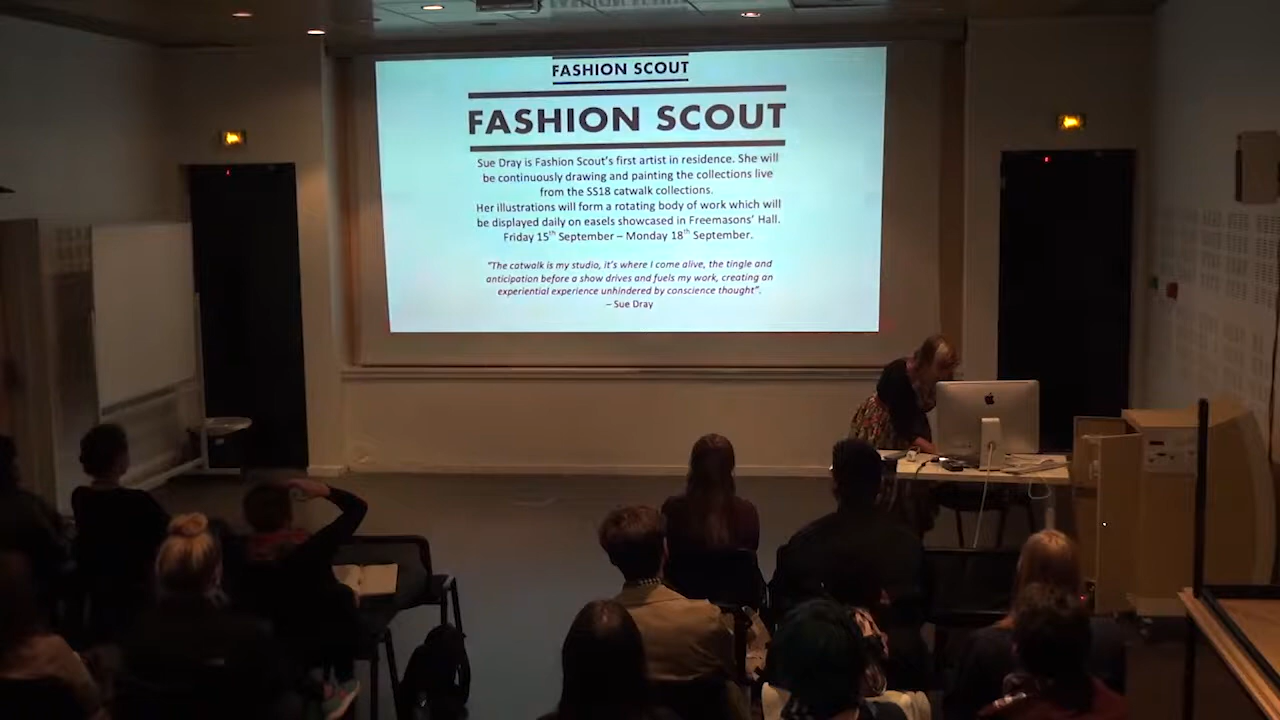 FASHION SCOUT
FASHION SCOUT
Sue Dray is Fashion Scout's first artist in residence. She will
be continuously drawing and painting the collections live
from the SS18 catwalk collections.
Her illustrations will form a rotating body of work which will
be displayed daily on easels showcased in Freemasons' Hall.
Friday 15th September – Monday 18th September.
"The catwalk is my studio, it's where I come alive, the tingle and
anticipation before a show drives and fuels my work, creating an
experiential experience unhindered by conscience thought".
– Sue Dray